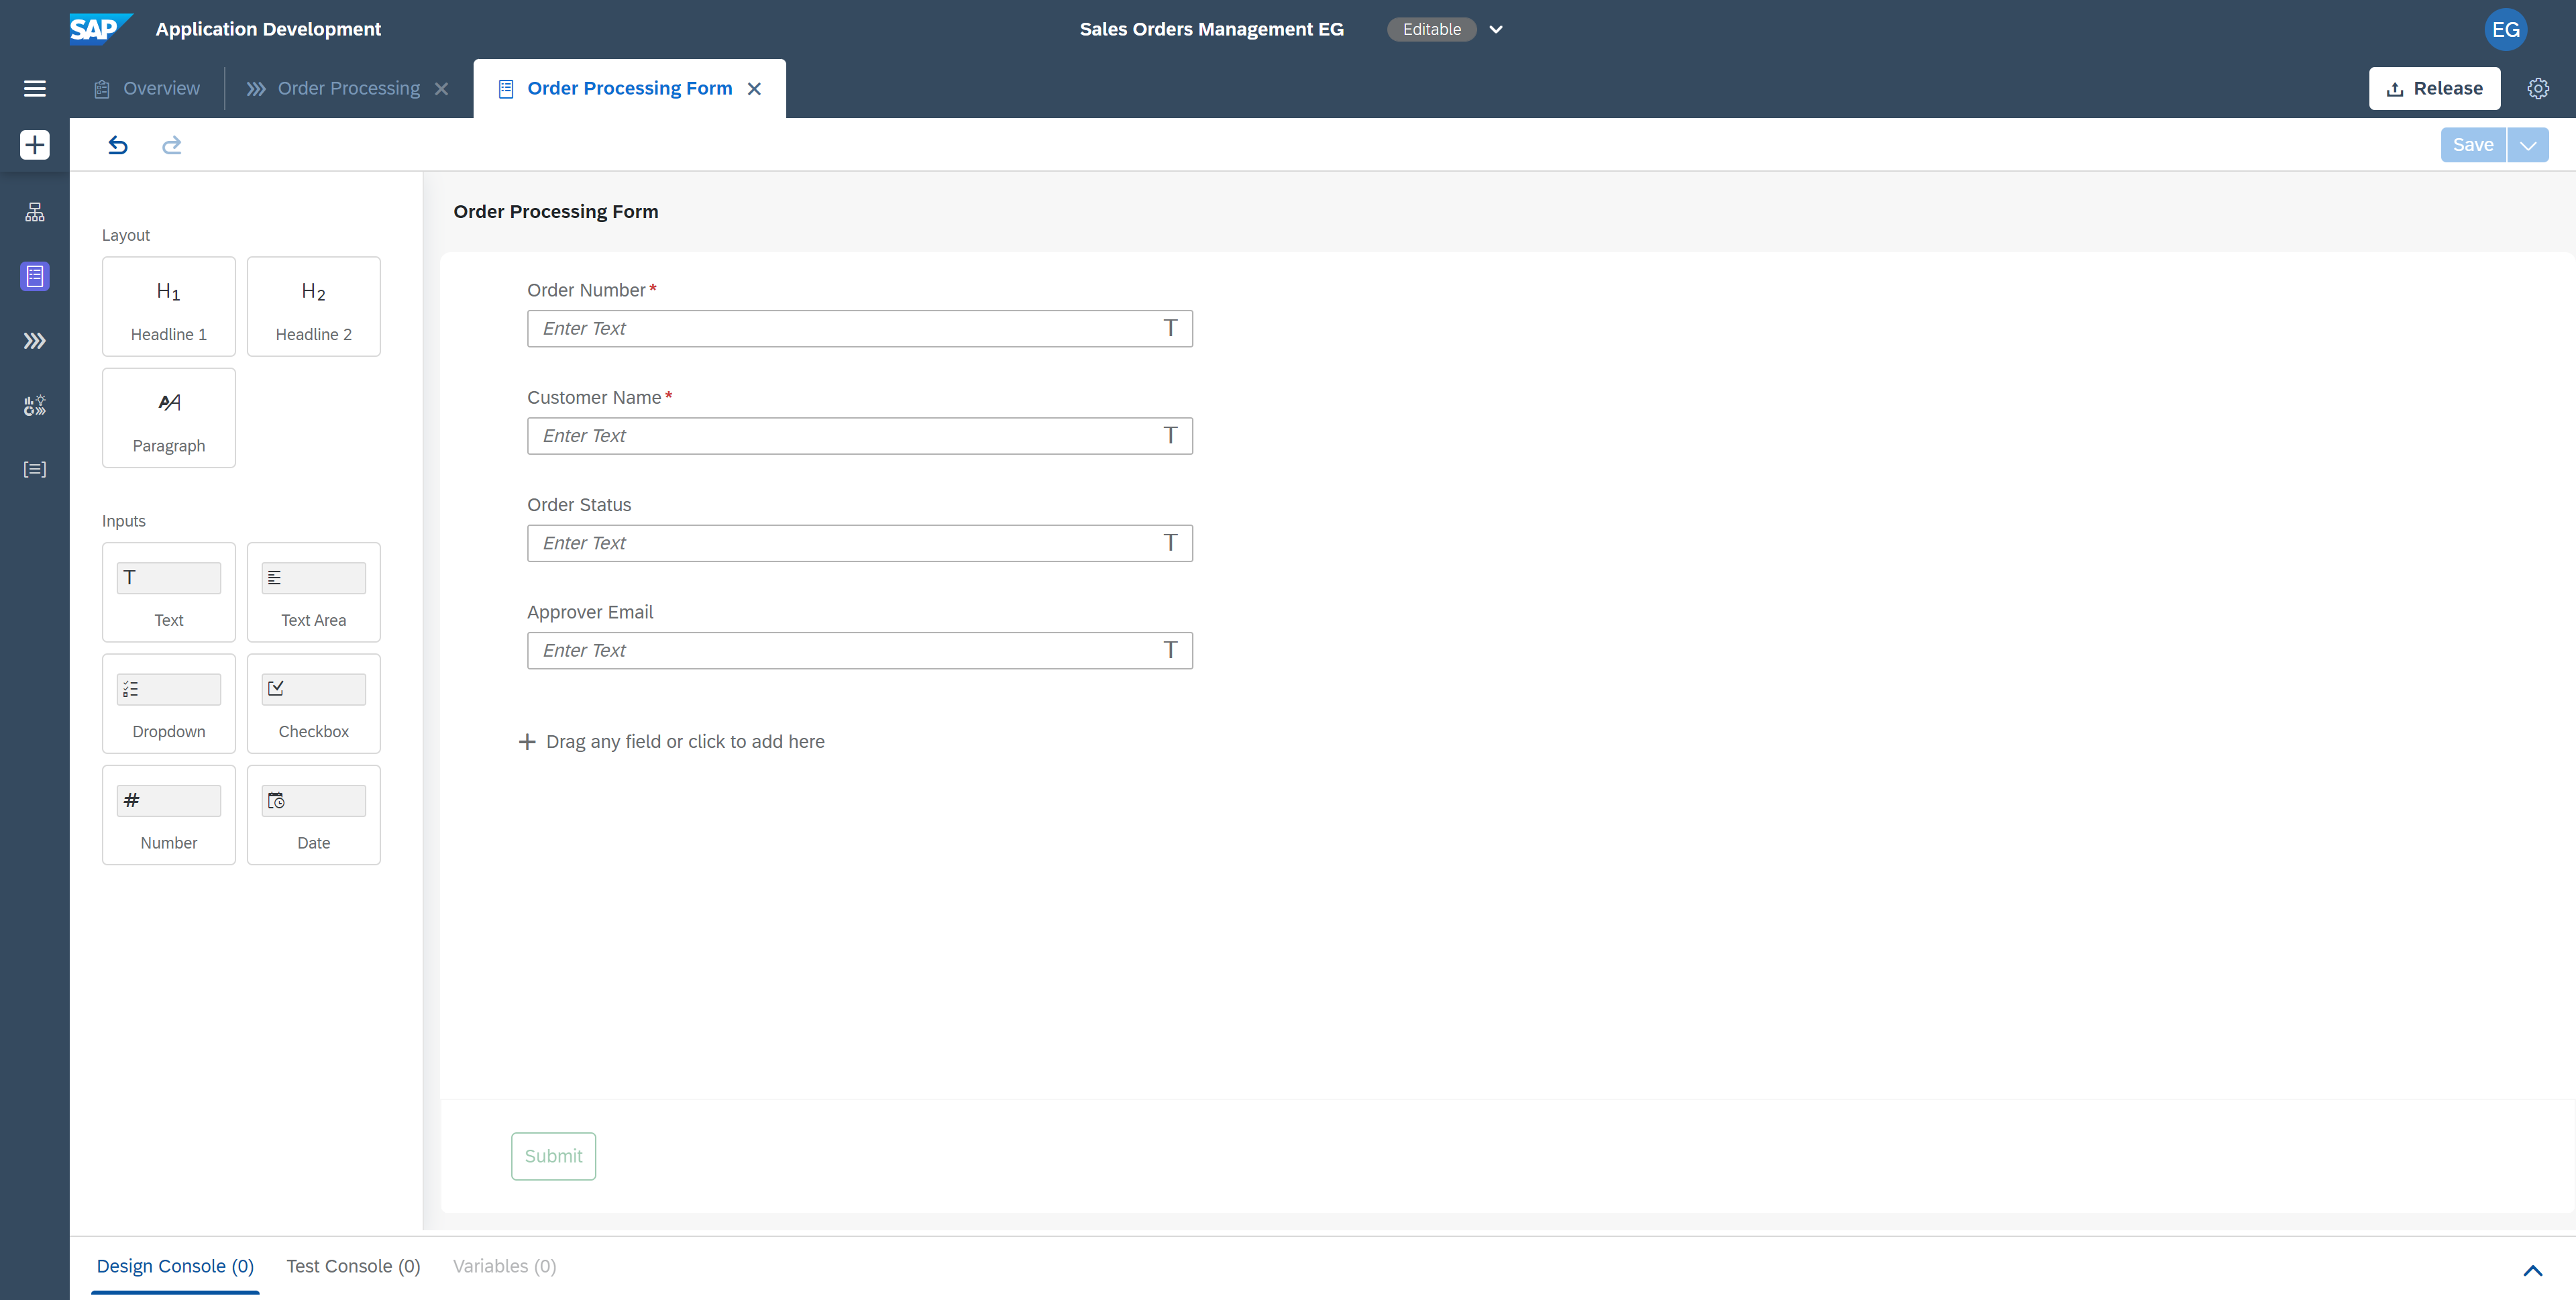 SAP Application Development Sales Orders Management EG Editable EG
Overview Order Processing Order Processing Form Release
Save
Order Processing Form
Layout
H1 H2
Headline 1 Headline 2
AA
Paragraph
Inputs
T
Text Text Area
Dropdown Checkbox
#
Number Date
Order Number*
Enter Text T
Customer Name*
Enter Text T
Order Status
Enter Text T
Approver Email
Enter Text T
+ Drag any field or click to add here
Submit
Design Console (0) Test Console (0) Variables (0)